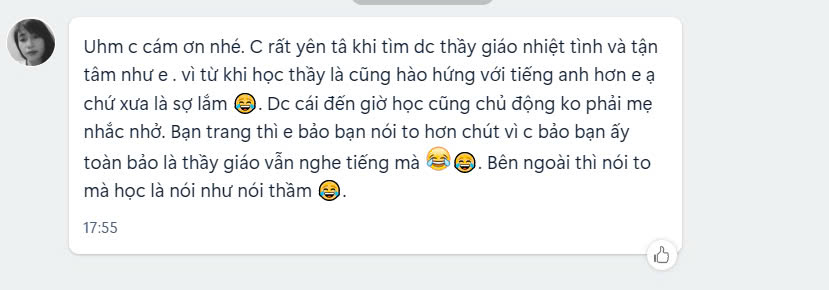 Uhm c cám ơn nhé. C rất yên tâ khi tìm dc thầy giáo nhiệt tình và tận
tâm như e . vì từ khi học thầy là cũng hào hứng với tiếng anh hơn e ạ
chứ xưa là sợ lắm 😂. Dc cái đến giờ học cũng chủ động ko phải mẹ
nhắc nhở. Bạn trang thì e bảo bạn nói to hơn chút vì c bảo bạn ấy
toàn bảo là thầy giáo vẫn nghe tiếng mà 😂😂. Bên ngoài thì nói to
mà học là nói như nói thầm 😂.
17:55